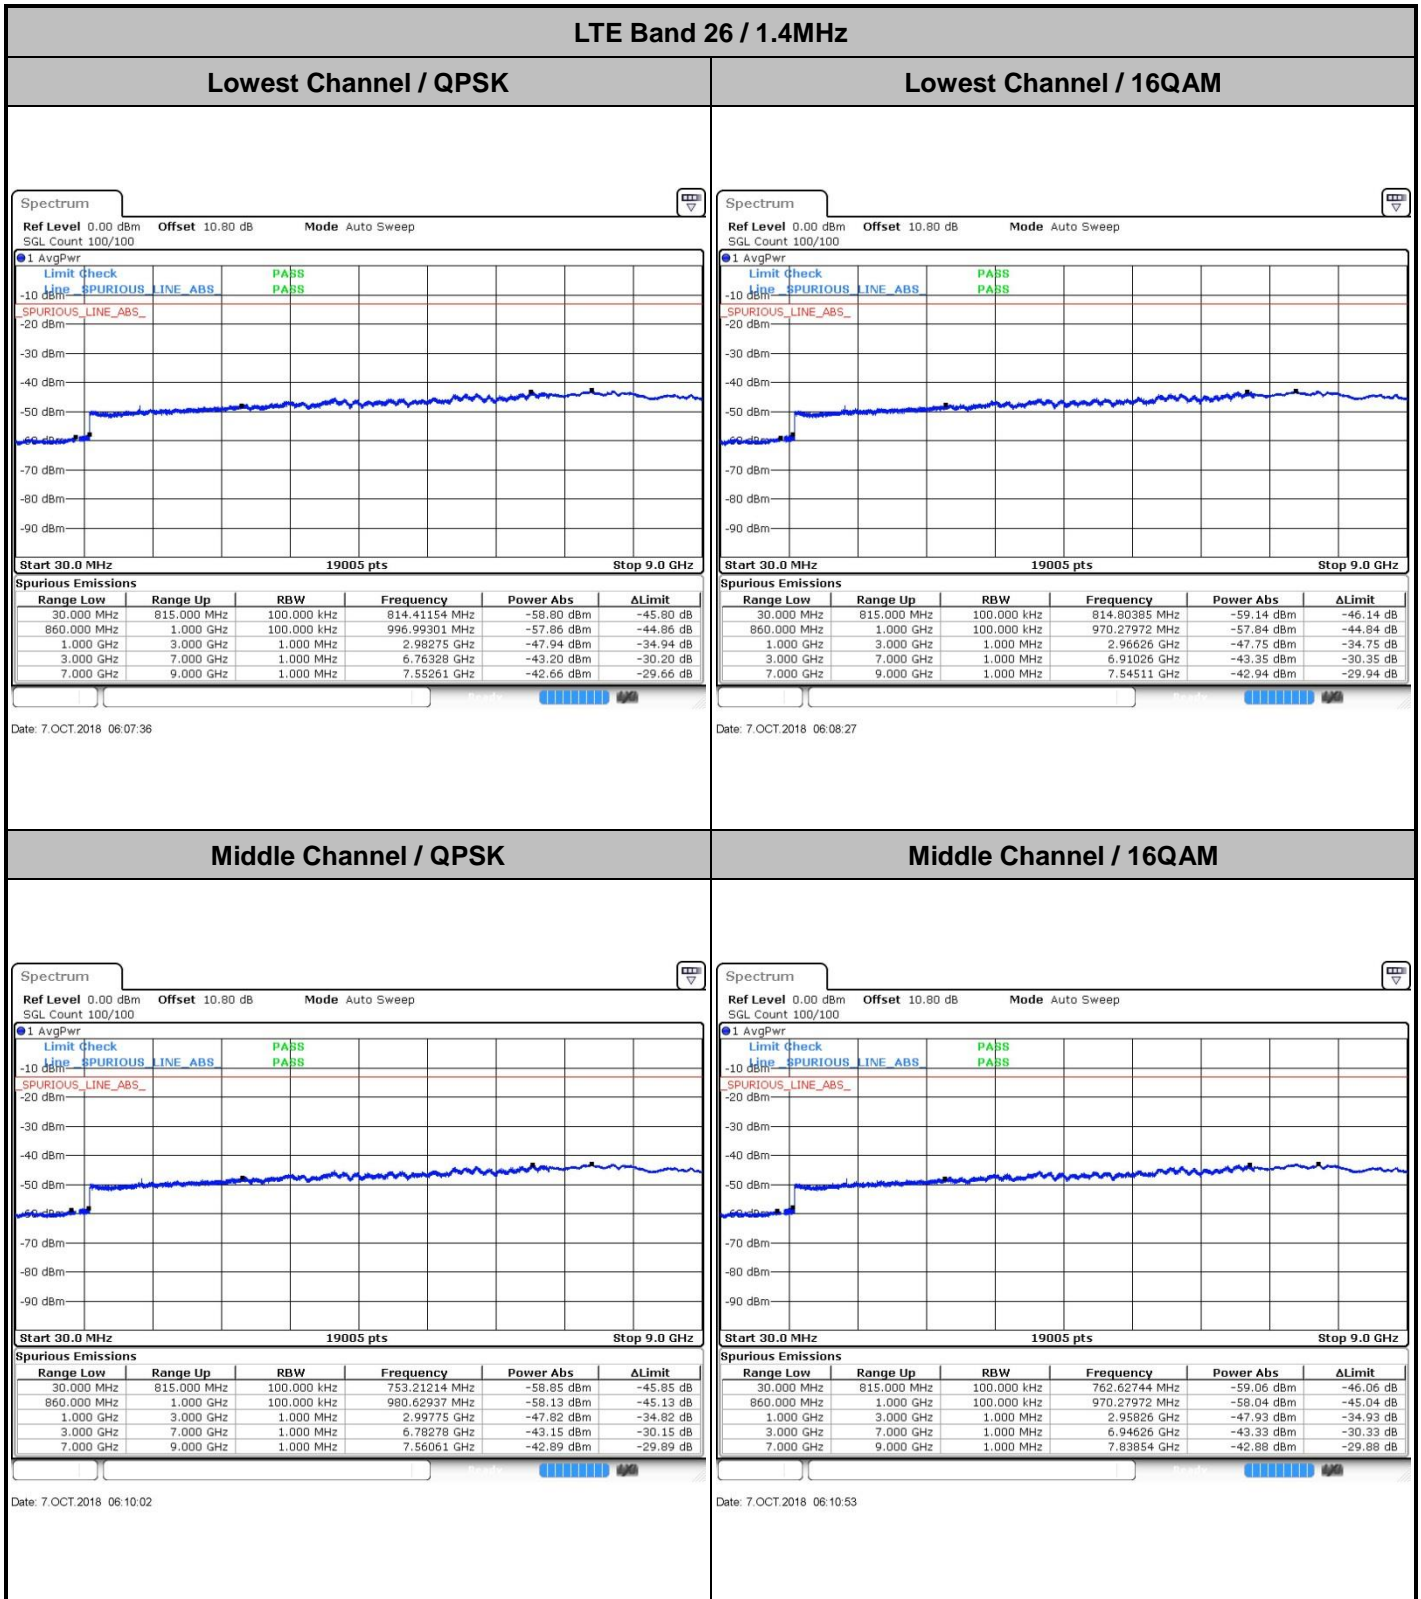 LTE Band 26 / 1.4MHz
Lowest Channel / QPSK
Lowest Channel / 16QAM
Spectrum
Ref Level 0.00 dBm Offset 10.80 dB Mode Auto Sweep
SGL Count 100/100
1 AvgPwr
Limit Check PASS
Line _SPURIOUS_LINE_ABS_ PASS
-10 dBm
_SPURIOUS_LINE_ABS_
-20 dBm
-30 dBm
-40 dBm
-50 dBm
-60 dBm
-70 dBm
-80 dBm
-90 dBm
Start 30.0 MHz 19005 pts Stop 9.0 GHz
Spurious Emissions
Range Low Range Up RBW Frequency Power Abs ΔLimit
30.000 MHz 815.000 MHz 100.000 kHz 814.41154 MHz -58.80 dBm -45.80 dB
860.000 MHz 1.000 GHz 100.000 kHz 996.99301 MHz -57.86 dBm -44.86 dB
1.000 GHz 3.000 GHz 1.000 MHz 2.98275 GHz -47.94 dBm -34.94 dB
3.000 GHz 7.000 GHz 1.000 MHz 6.76328 GHz -43.20 dBm -30.20 dB
7.000 GHz 9.000 GHz 1.000 MHz 7.55261 GHz -42.66 dBm -29.66 dB
Date: 7.OCT.2018 06:07:36
Spectrum
Ref Level 0.00 dBm Offset 10.80 dB Mode Auto Sweep
SGL Count 100/100
1 AvgPwr
Limit Check PASS
Line _SPURIOUS_LINE_ABS_ PASS
-10 dBm
_SPURIOUS_LINE_ABS_
-20 dBm
-30 dBm
-40 dBm
-50 dBm
-60 dBm
-70 dBm
-80 dBm
-90 dBm
Start 30.0 MHz 19005 pts Stop 9.0 GHz
Spurious Emissions
Range Low Range Up RBW Frequency Power Abs ΔLimit
30.000 MHz 815.000 MHz 100.000 kHz 814.80385 MHz -59.14 dBm -46.14 dB
860.000 MHz 1.000 GHz 100.000 kHz 970.27972 MHz -57.84 dBm -44.84 dB
1.000 GHz 3.000 GHz 1.000 MHz 2.96626 GHz -47.75 dBm -34.75 dB
3.000 GHz 7.000 GHz 1.000 MHz 6.91026 GHz -43.35 dBm -30.35 dB
7.000 GHz 9.000 GHz 1.000 MHz 7.54511 GHz -42.94 dBm -29.94 dB
Date: 7.OCT.2018 06:08:27
Middle Channel / QPSK
Middle Channel / 16QAM
Spectrum
Ref Level 0.00 dBm Offset 10.80 dB Mode Auto Sweep
SGL Count 100/100
1 AvgPwr
Limit Check PASS
Line _SPURIOUS_LINE_ABS_ PASS
-10 dBm
_SPURIOUS_LINE_ABS_
-20 dBm
-30 dBm
-40 dBm
-50 dBm
-60 dBm
-70 dBm
-80 dBm
-90 dBm
Start 30.0 MHz 19005 pts Stop 9.0 GHz
Spurious Emissions
Range Low Range Up RBW Frequency Power Abs ΔLimit
30.000 MHz 815.000 MHz 100.000 kHz 753.21214 MHz -58.85 dBm -45.85 dB
860.000 MHz 1.000 GHz 100.000 kHz 980.62937 MHz -58.13 dBm -45.13 dB
1.000 GHz 3.000 GHz 1.000 MHz 2.99775 GHz -47.82 dBm -34.82 dB
3.000 GHz 7.000 GHz 1.000 MHz 6.78278 GHz -43.15 dBm -30.15 dB
7.000 GHz 9.000 GHz 1.000 MHz 7.56061 GHz -42.89 dBm -29.89 dB
Date: 7.OCT.2018 06:10:02
Spectrum
Ref Level 0.00 dBm Offset 10.80 dB Mode Auto Sweep
SGL Count 100/100
1 AvgPwr
Limit Check PASS
Line _SPURIOUS_LINE_ABS_ PASS
-10 dBm
_SPURIOUS_LINE_ABS_
-20 dBm
-30 dBm
-40 dBm
-50 dBm
-60 dBm
-70 dBm
-80 dBm
-90 dBm
Start 30.0 MHz 19005 pts Stop 9.0 GHz
Spurious Emissions
Range Low Range Up RBW Frequency Power Abs ΔLimit
30.000 MHz 815.000 MHz 100.000 kHz 762.62744 MHz -59.06 dBm -46.06 dB
860.000 MHz 1.000 GHz 100.000 kHz 970.27972 MHz -58.04 dBm -45.04 dB
1.000 GHz 3.000 GHz 1.000 MHz 2.95826 GHz -47.93 dBm -34.93 dB
3.000 GHz 7.000 GHz 1.000 MHz 6.94626 GHz -43.33 dBm -30.33 dB
7.000 GHz 9.000 GHz 1.000 MHz 7.83854 GHz -42.88 dBm -29.88 dB
Date: 7.OCT.2018 06:10:53